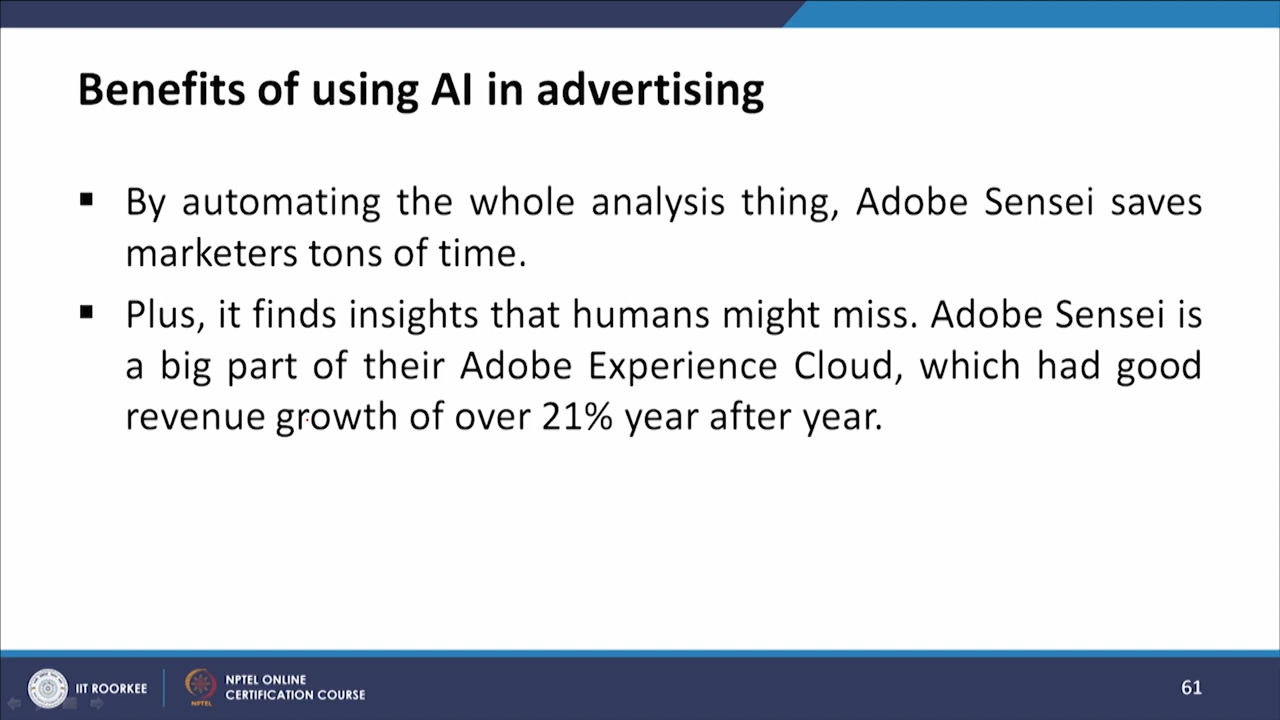 Benefits of using AI in advertising
▪ By automating the whole analysis thing, Adobe Sensei saves
marketers tons of time.
▪ Plus, it finds insights that humans might miss. Adobe Sensei is
a big part of their Adobe Experience Cloud, which had good
revenue growth of over 21% year after year.
IIT ROORKEE
NPTEL
NPTEL ONLINE
CERTIFICATION COURSE
61